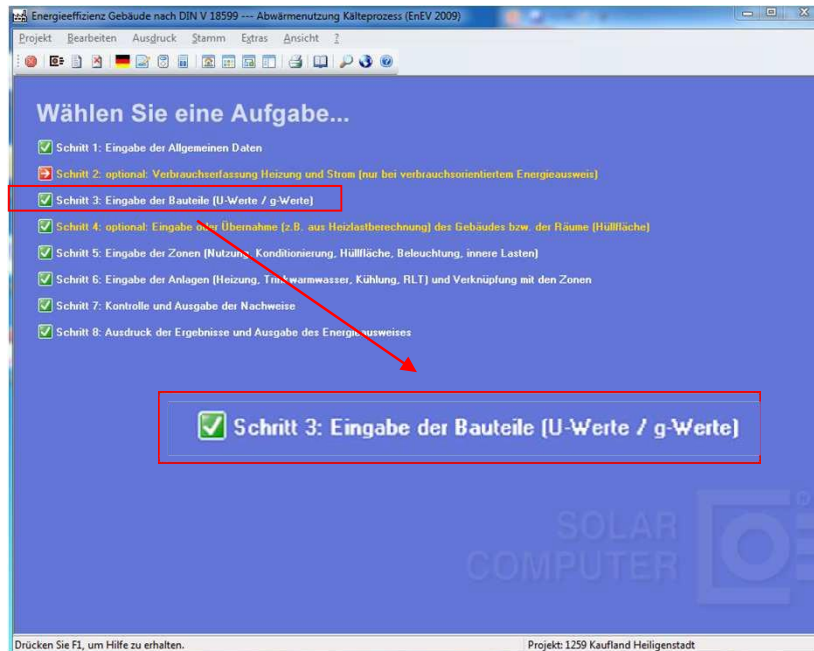 Energieeffizienz Gebäude nach DIN V 18599 --- Abwärmenutzung Kälteprozess (EnEV 2009)
Projekt Bearbeiten Ausdruck Stamm Extras Ansicht ?
Wählen Sie eine Aufgabe...
Schritt 1: Eingabe der Allgemeinen Daten
Schritt 2: optional: Verbrauchserfassung Heizung und Strom (nur bei verbrauchsorientiertem Energieausweis)
Schritt 3: Eingabe der Bauteile (U-Werte / g-Werte)
Schritt 4: optional: Eingabe oder Übernahme (z.B. aus Heizlastberechnung) des Gebäudes bzw. der Räume (Hüllfläche)
Schritt 5: Eingabe der Zonen (Nutzung, Konditionierung, Hüllfläche, Beleuchtung, innere Lasten)
Schritt 6: Eingabe der Anlagen (Heizung, Trinkwarmwasser, Kühlung, RLT) und Verknüpfung mit den Zonen
Schritt 7: Kontrolle und Ausgabe der Nachweise
Schritt 8: Ausdruck der Ergebnisse und Ausgabe des Energieausweises
Schritt 3: Eingabe der Bauteile (U-Werte / g-Werte)
SOLAR
COMPUTER
Drücken Sie F1, um Hilfe zu erhalten.
Projekt: 1259 Kaufland Heiligenstadt